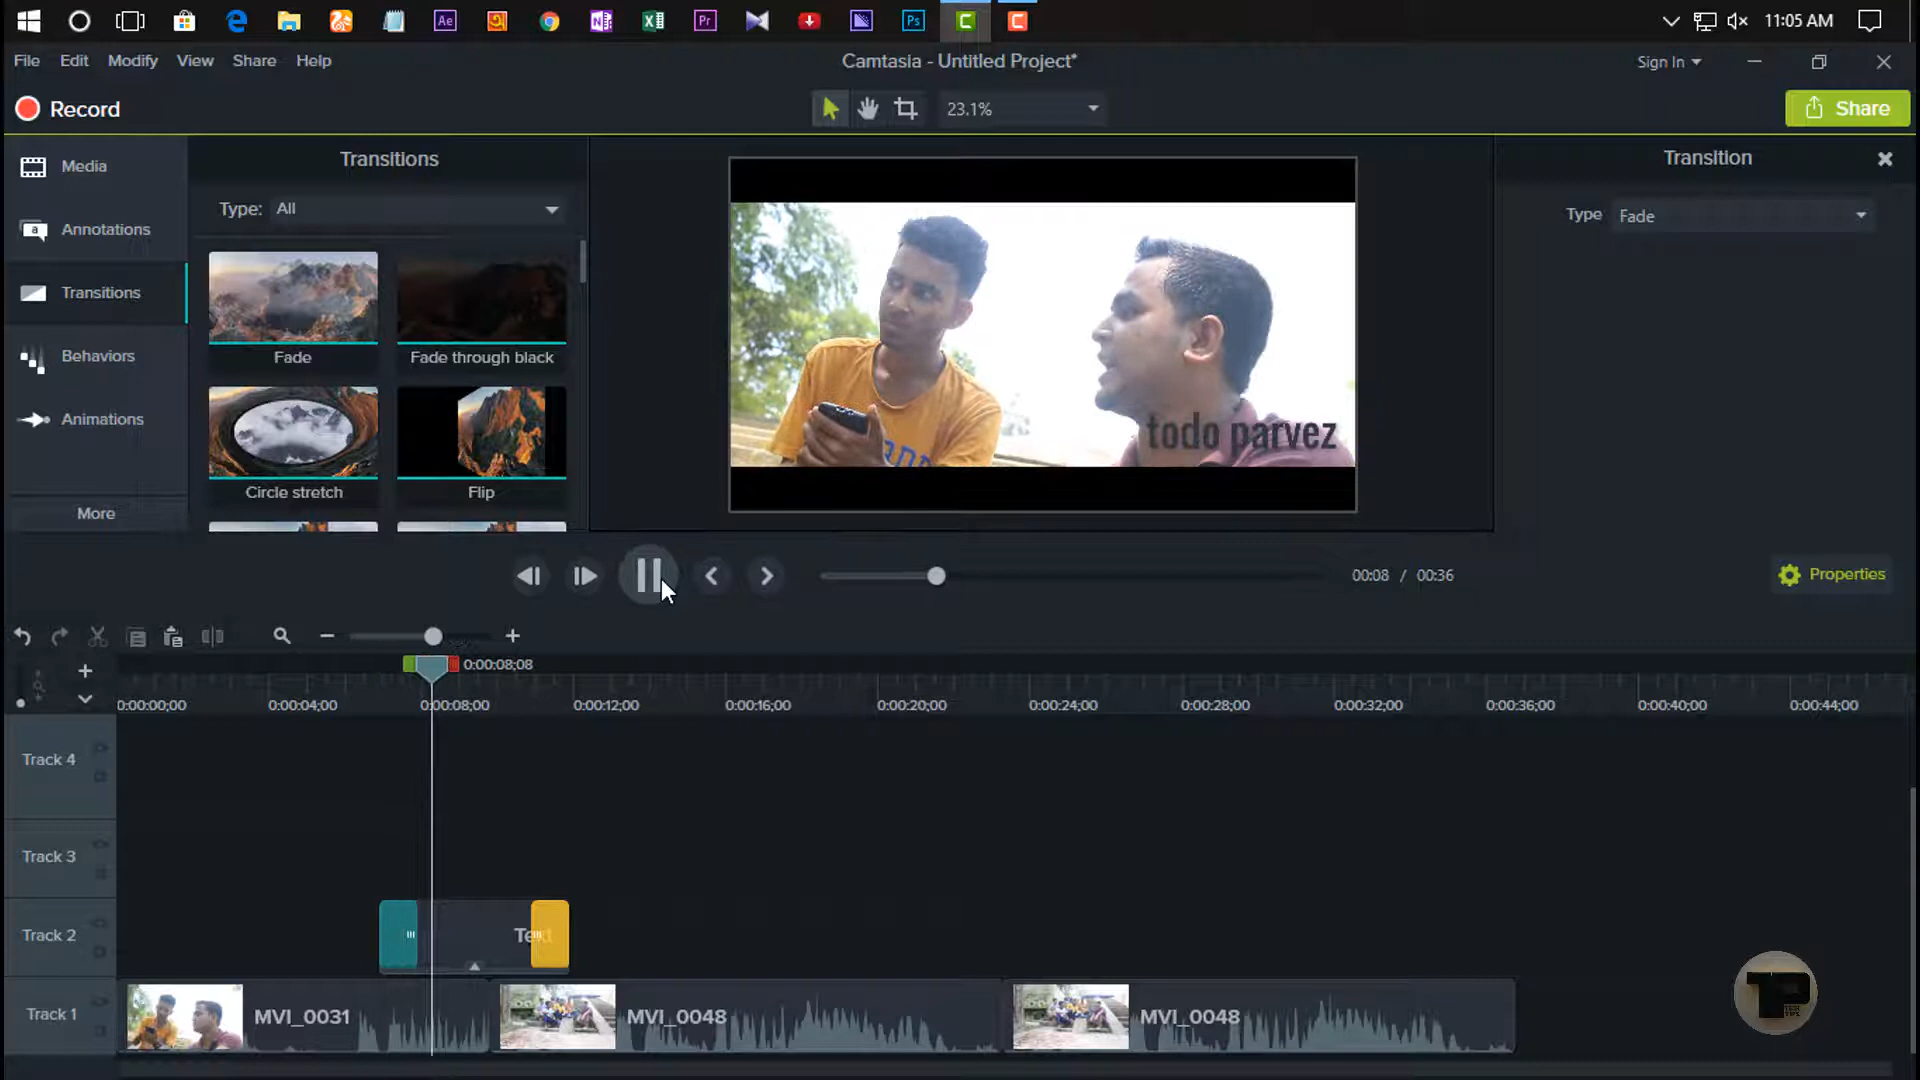 Ae
Pr
Ps
11:05 AM
File Edit Modify View Share Help
Camtasia - Untitled Project*
Sign In
Record
23.1%
Share
Media
Annotations
Transitions
Behaviors
Animations
More
Transitions
Type: All
Fade
Fade through black
Circle stretch
Flip
todo parvez
Transition
Type Fade
00:08 / 00:36
Properties
0:00:08;08
0:00:00;00 0:00:04;00 0:00:08;00 0:00:12;00 0:00:16;00 0:00:20;00 0:00:24;00 0:00:28;00 0:00:32;00 0:00:36;00 0:00:40;00 0:00:44;00
Track 4
Track 3
Track 2
Text
Track 1
MVI_0031
MVI_0048
MVI_0048
TP